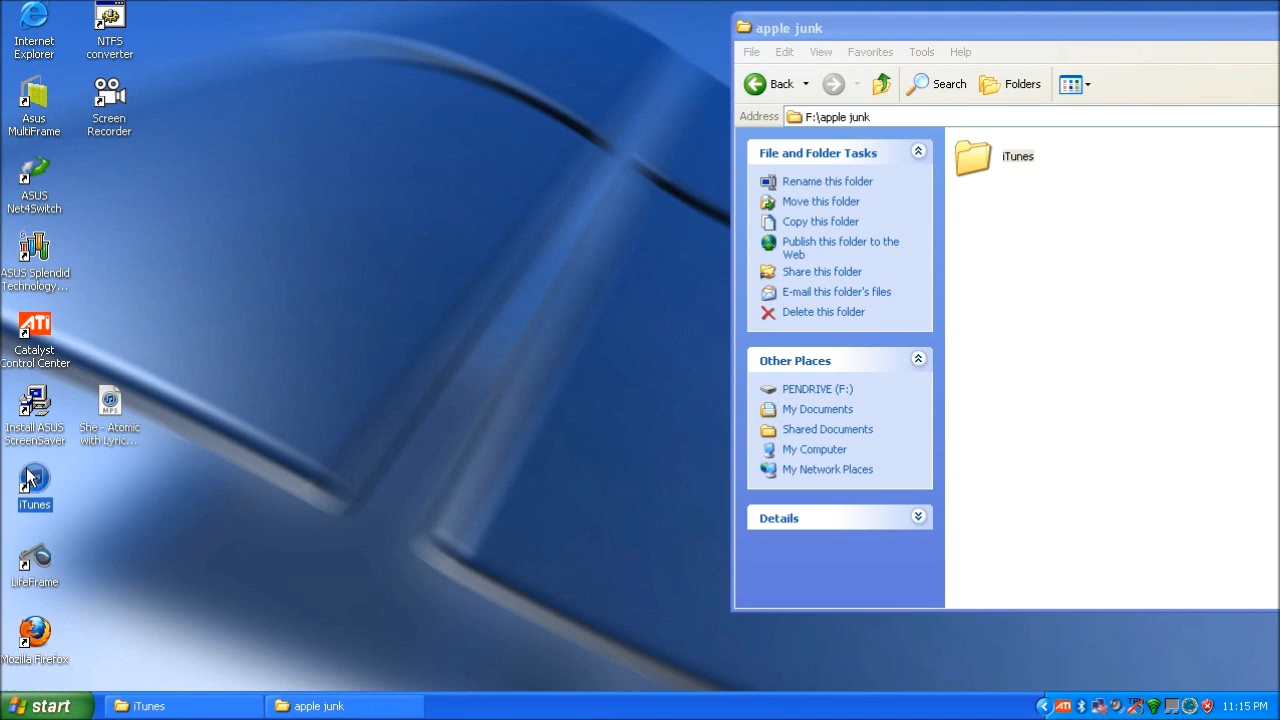 Internet
Explorer
NTFS
converter
Asus
MultiFrame
Screen
Recorder
ASUS
Net4Switch
ASUS Splendid
Technology...
ATI
Catalyst
Control Center
Install ASUS
ScreenSaver
MP3
She - Atomic
with Lyric...
iTunes
LifeFrame
Mozilla Firefox
apple junk
File Edit View Favorites Tools Help
Back Search Folders
Address F:\apple junk
File and Folder Tasks
Rename this folder
Move this folder
Copy this folder
Publish this folder to the
Web
Share this folder
E-mail this folder's files
Delete this folder
Other Places
PENDRIVE (F:)
My Documents
Shared Documents
My Computer
My Network Places
Details
iTunes
start iTunes apple junk ATI 11:15 PM